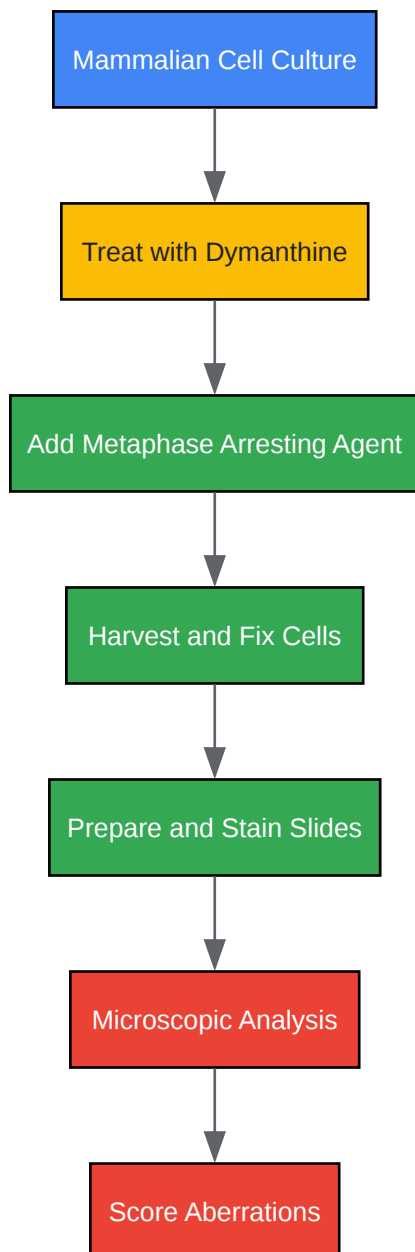 Mammalian Cell Culture
Treat with Dymanthine
Add Metaphase Arresting Agent
Harvest and Fix Cells
Prepare and Stain Slides
Microscopic Analysis
Score Aberrations